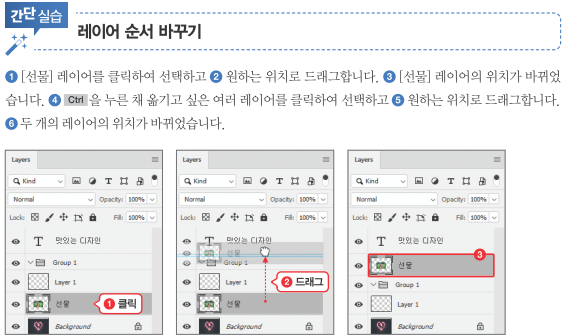 간단 실습
레이어 순서 바꾸기
❶ [선물] 레이어를 클릭하여 선택하고 ❷ 원하는 위치로 드래그합니다. ❸ [선물] 레이어의 위치가 바뀌었
습니다. ❹ Ctrl 을 누른 채 옮기고 싶은 여러 레이어를 클릭하여 선택하고 ❺ 원하는 위치로 드래그합니다.
❻ 두 개의 레이어의 위치가 바뀌었습니다.
Layers
Kind
Normal
Opacity: 100%
Lock:
Fill: 100%
T 맛있는 디자인
Group 1
Layer 1
선물
❶ 클릭
Background
Layers
Kind
Normal
Opacity: 100%
Lock:
Fill: 100%
T 맛있는 디자인
선물
Group 1
Layer 1
❷ 드래그
선물
Background
Layers
Kind
Normal
Opacity: 100%
Lock:
Fill: 100%
T 맛있는 디자인
❸
선물
Group 1
Layer 1
Background